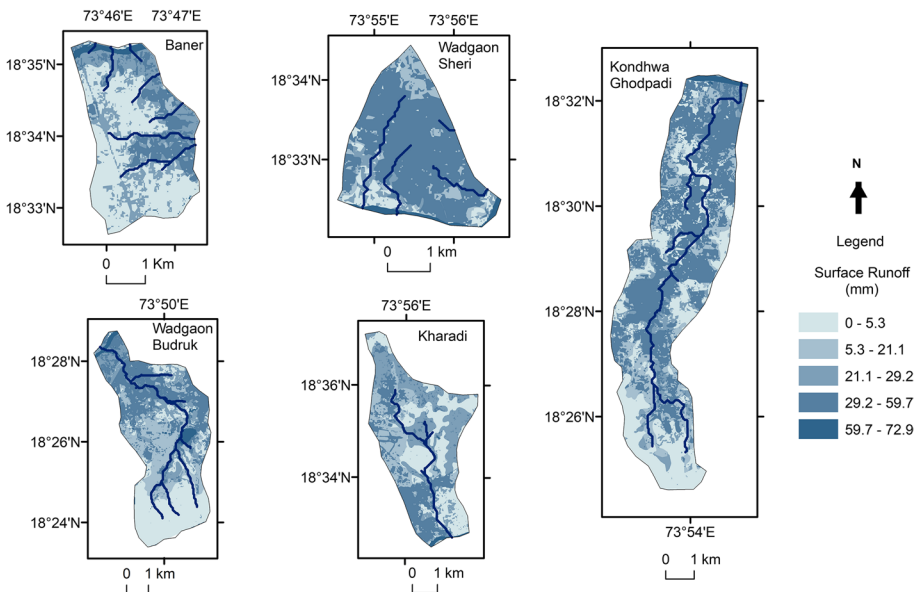 73°46'E 73°47'E
Baner
18°35'N
18°34'N
18°33'N
0 1 Km
73°55'E 73°56'E
Wadgaon
Sheri
18°34'N
18°33'N
0 1 Km
Kondhwa
Ghodpadi
18°32'N
18°30'N
18°28'N
18°26'N
73°54'E
0 1 km
73°50'E
Wadgaon
Budruk
18°28'N
18°26'N
18°24'N
0 1 km
73°56'E
Kharadi
18°36'N
18°34'N
0 1 km
N
Legend
Surface Runoff
(mm)
0 - 5.3
5.3 - 21.1
21.1 - 29.2
29.2 - 59.7
59.7 - 72.9